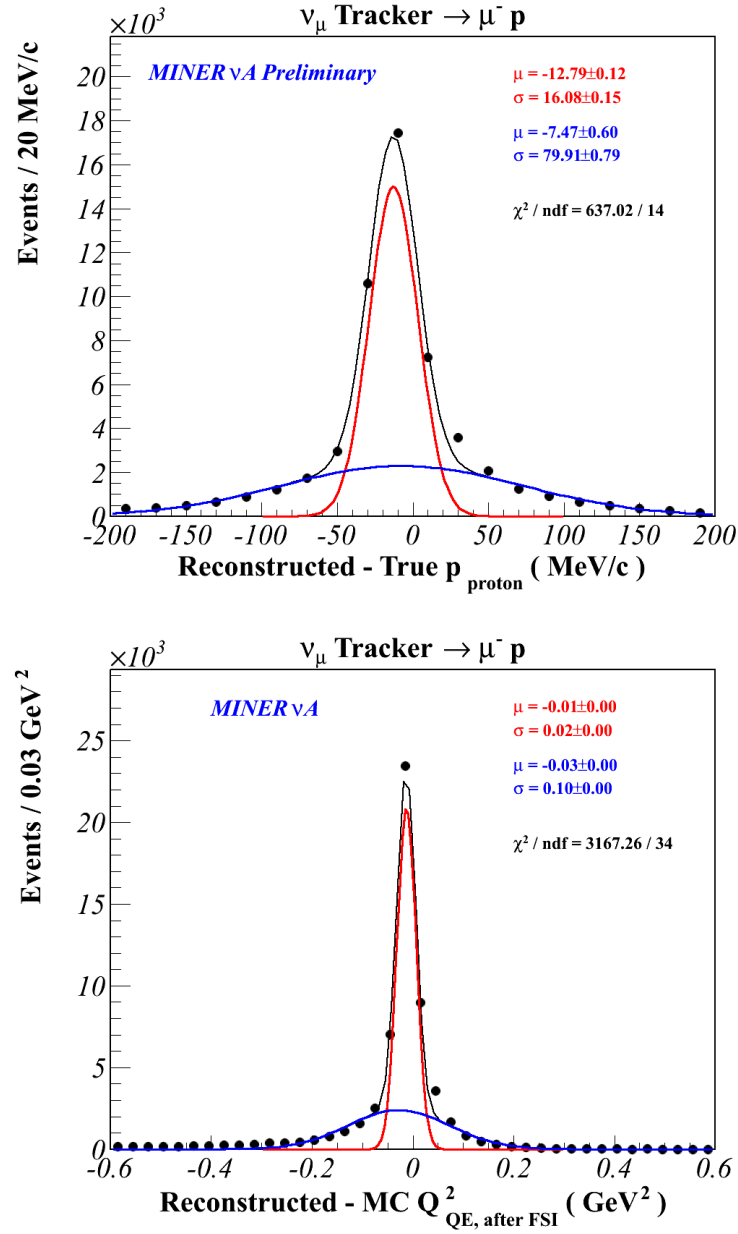 ν_μ Tracker → μ⁻ p
×10³
MINERνA Preliminary
μ = -12.79±0.12
σ = 16.08±0.15
μ = -7.47±0.60
σ = 79.91±0.79
χ² / ndf = 637.02 / 14
Events / 20 MeV/c
20
18
16
14
12
10
8
6
4
2
0
-200 -150 -100 -50 0 50 100 150 200
Reconstructed - True p_proton ( MeV/c )
ν_μ Tracker → μ⁻ p
×10³
MINERνA
μ = -0.01±0.00
σ = 0.02±0.00
μ = -0.03±0.00
σ = 0.10±0.00
χ² / ndf = 3167.26 / 34
Events / 0.03 GeV²
25
20
15
10
5
0
-0.6 -0.4 -0.2 0 0.2 0.4 0.6
Reconstructed - MC Q²_QE, after FSI ( GeV² )